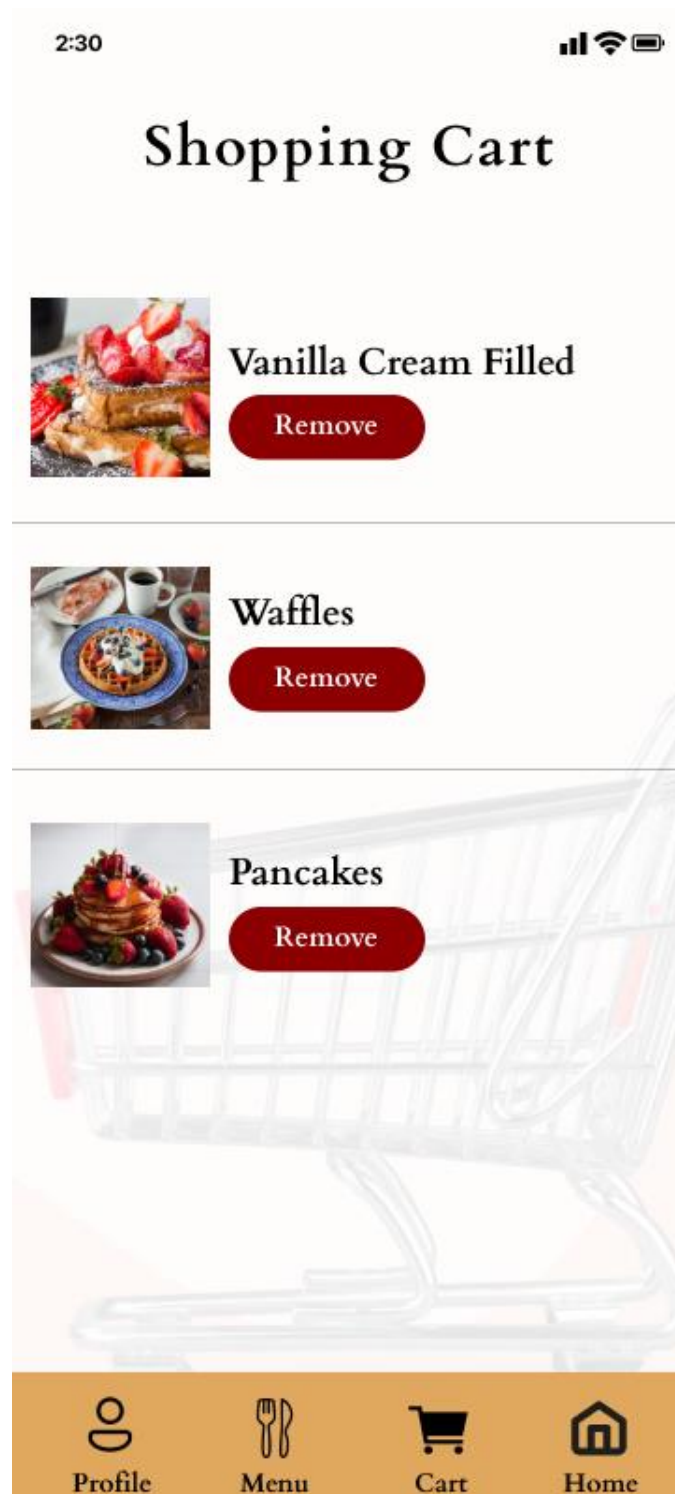 2:30
Shopping Cart
Vanilla Cream Filled
Remove
Waffles
Remove
Pancakes
Remove
Profile
Menu
Cart
Home